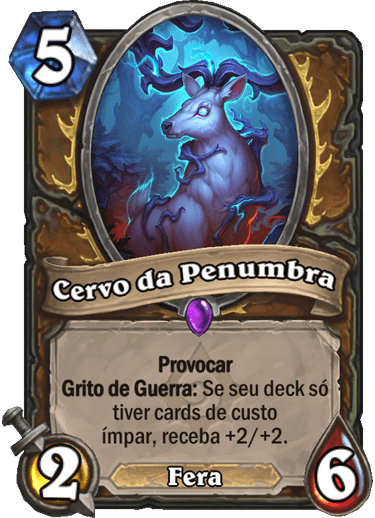 5
Cervo da Penumbra
Provocar
Grito de Guerra: Se seu deck só
tiver cards de custo
ímpar, receba +2/+2.
2
Fera
6